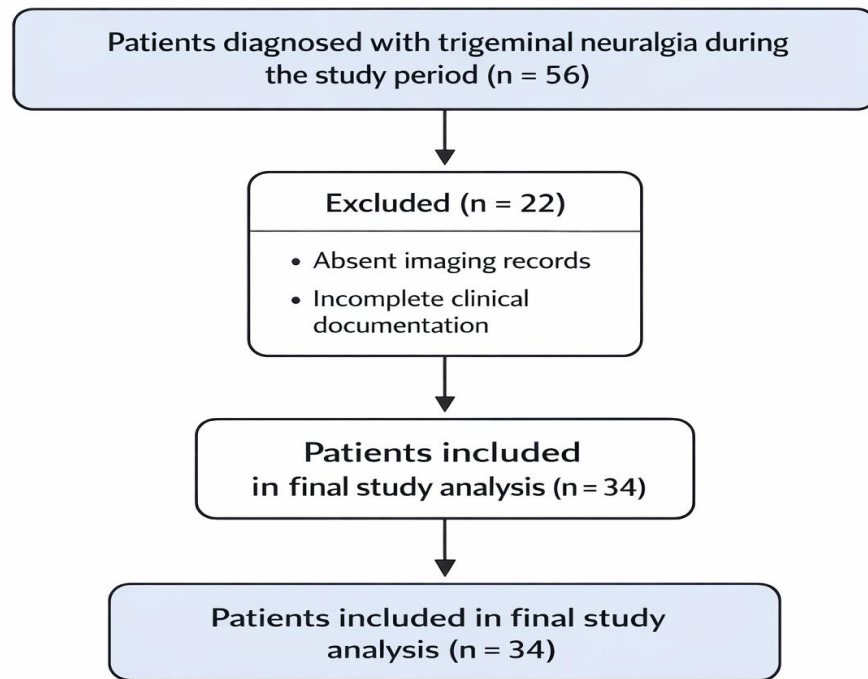 Patients diagnosed with trigeminal neuralgia during
the study period (n = 56)
Excluded (n = 22)
• Absent imaging records
• Incomplete clinical
documentation
Patients included
in final study analysis (n = 34)
Patients included in final study
analysis (n = 34)